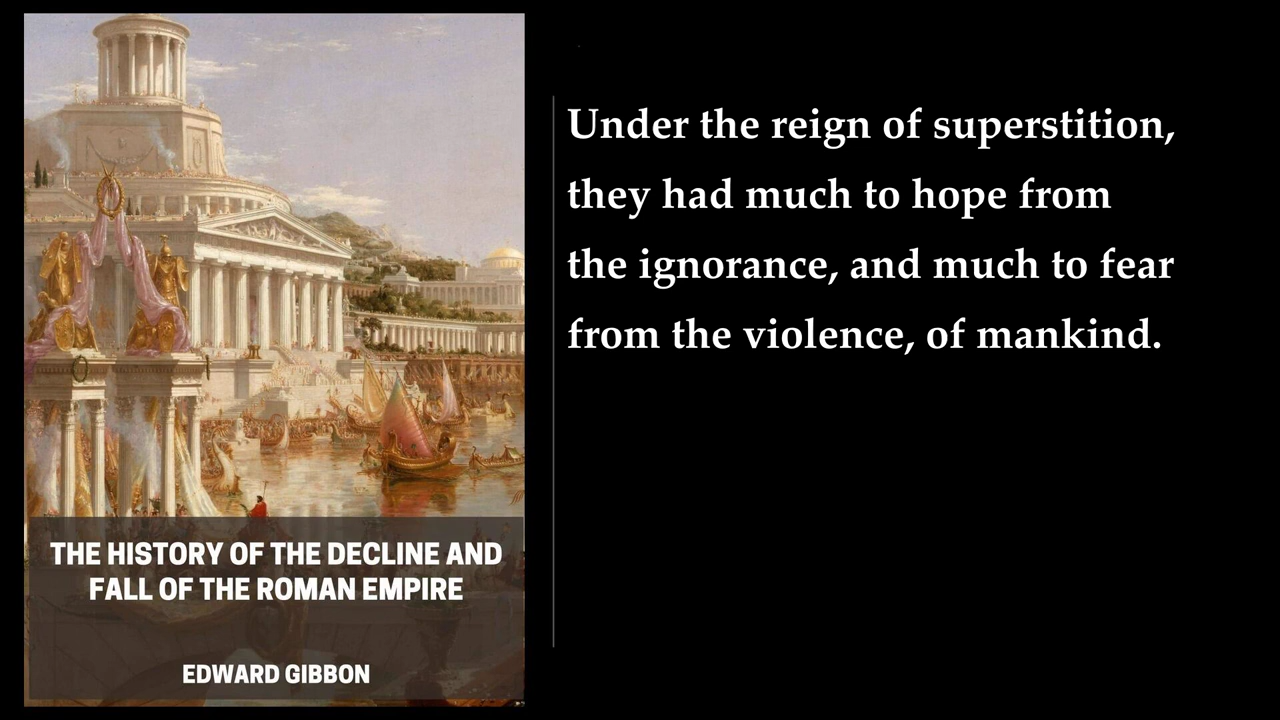 THE HISTORY OF THE DECLINE AND
FALL OF THE ROMAN EMPIRE
EDWARD GIBBON
Under the reign of superstition,
they had much to hope from
the ignorance, and much to fear
from the violence, of mankind.